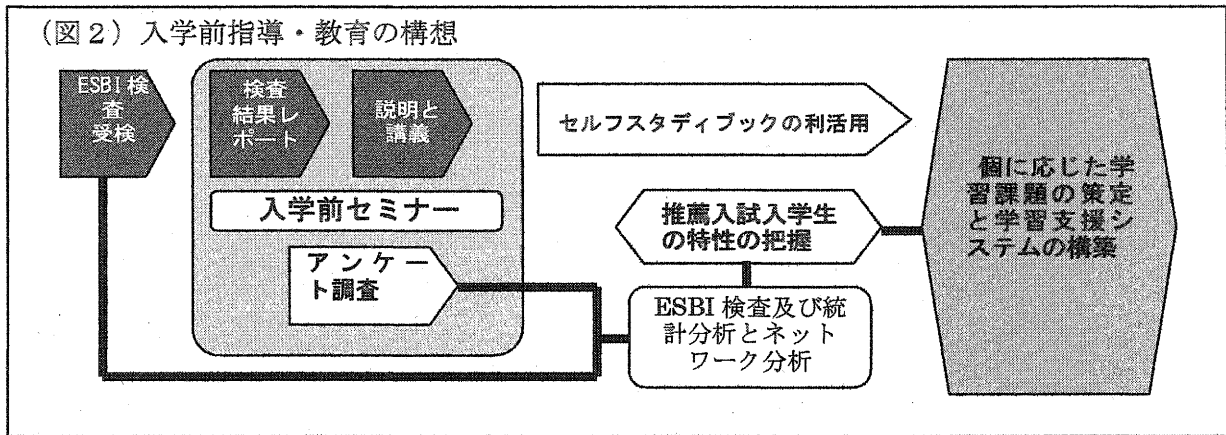 (図2) 入学前指導・教育の構想
ESBI検
査
受検
検査
結果レ
ポート
説明と
講義
入学前セミナー
アンケー
ト調査
セルフスタディブックの利活用
推薦入試入学生
の特性の把握
ESBI 検査及び統
計分析とネット
ワーク分析
個に応じた学
習課題の策定
と学習支援シ
ステムの構築